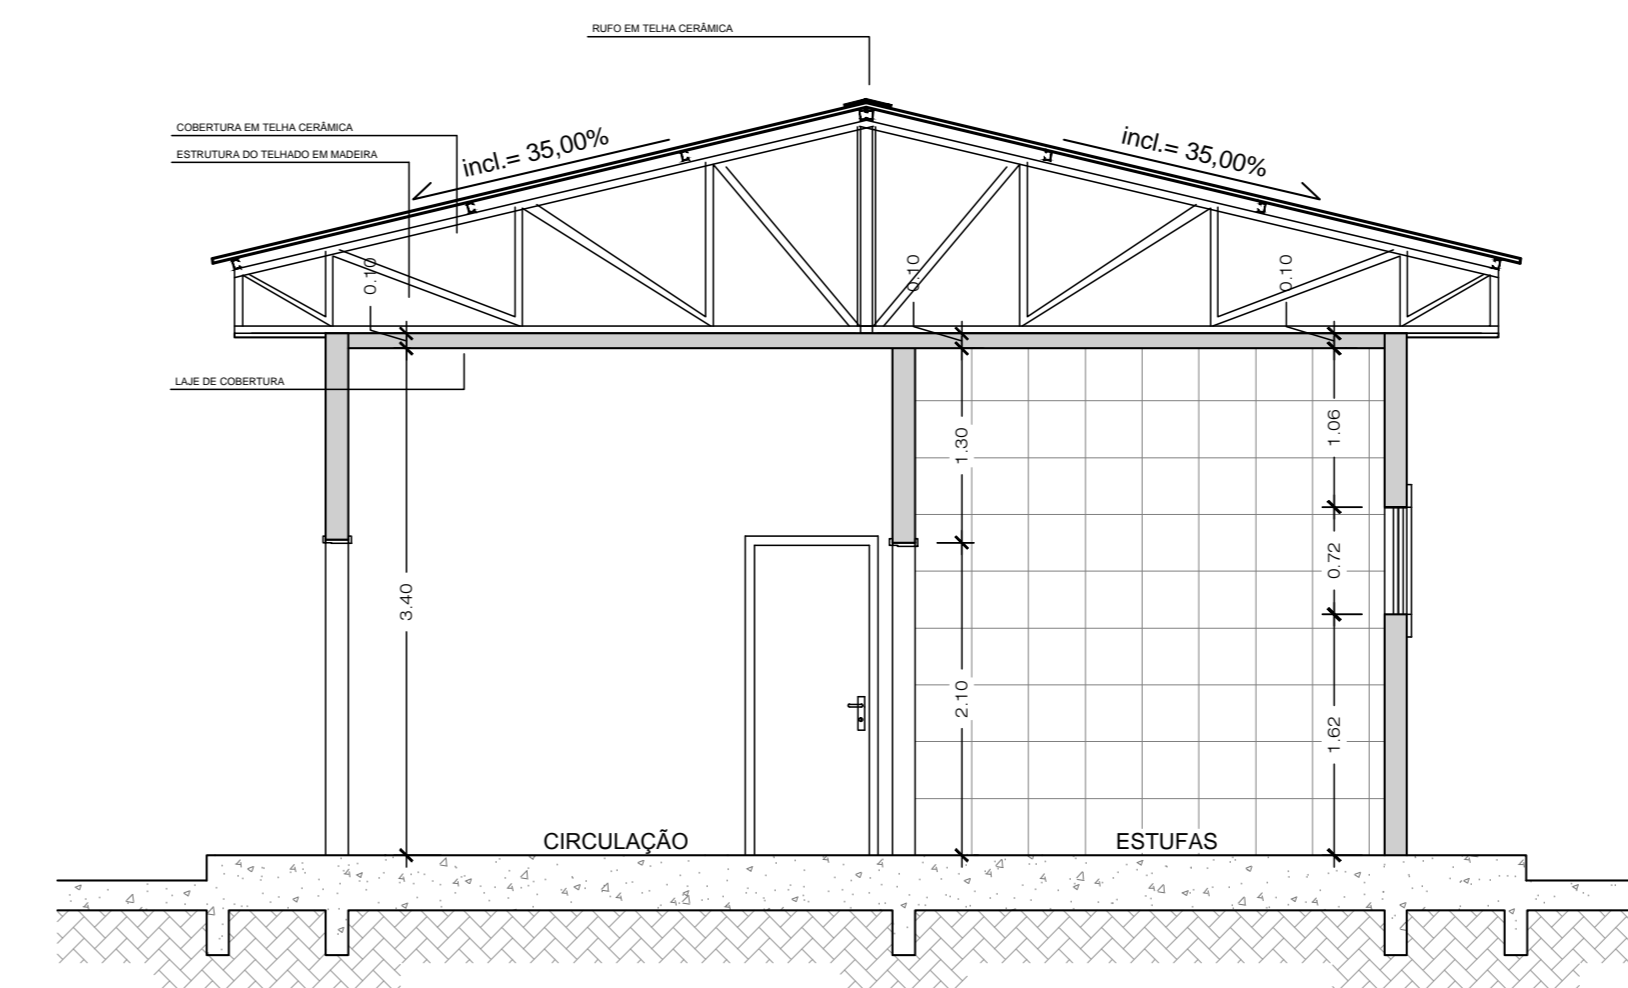 RUFO EM TELHA CERÂMICA
COBERTURA EM TELHA CERÂMICA
ESTRUTURA DO TELHADO EM MADEIRA
incl.= 35,00%
incl.= 35,00%
0.10
0.10
0.10
LAJE DE COBERTURA
1.30
1.06
3.40
0.72
2.10
1.62
CIRCULAÇÃO
ESTUFAS